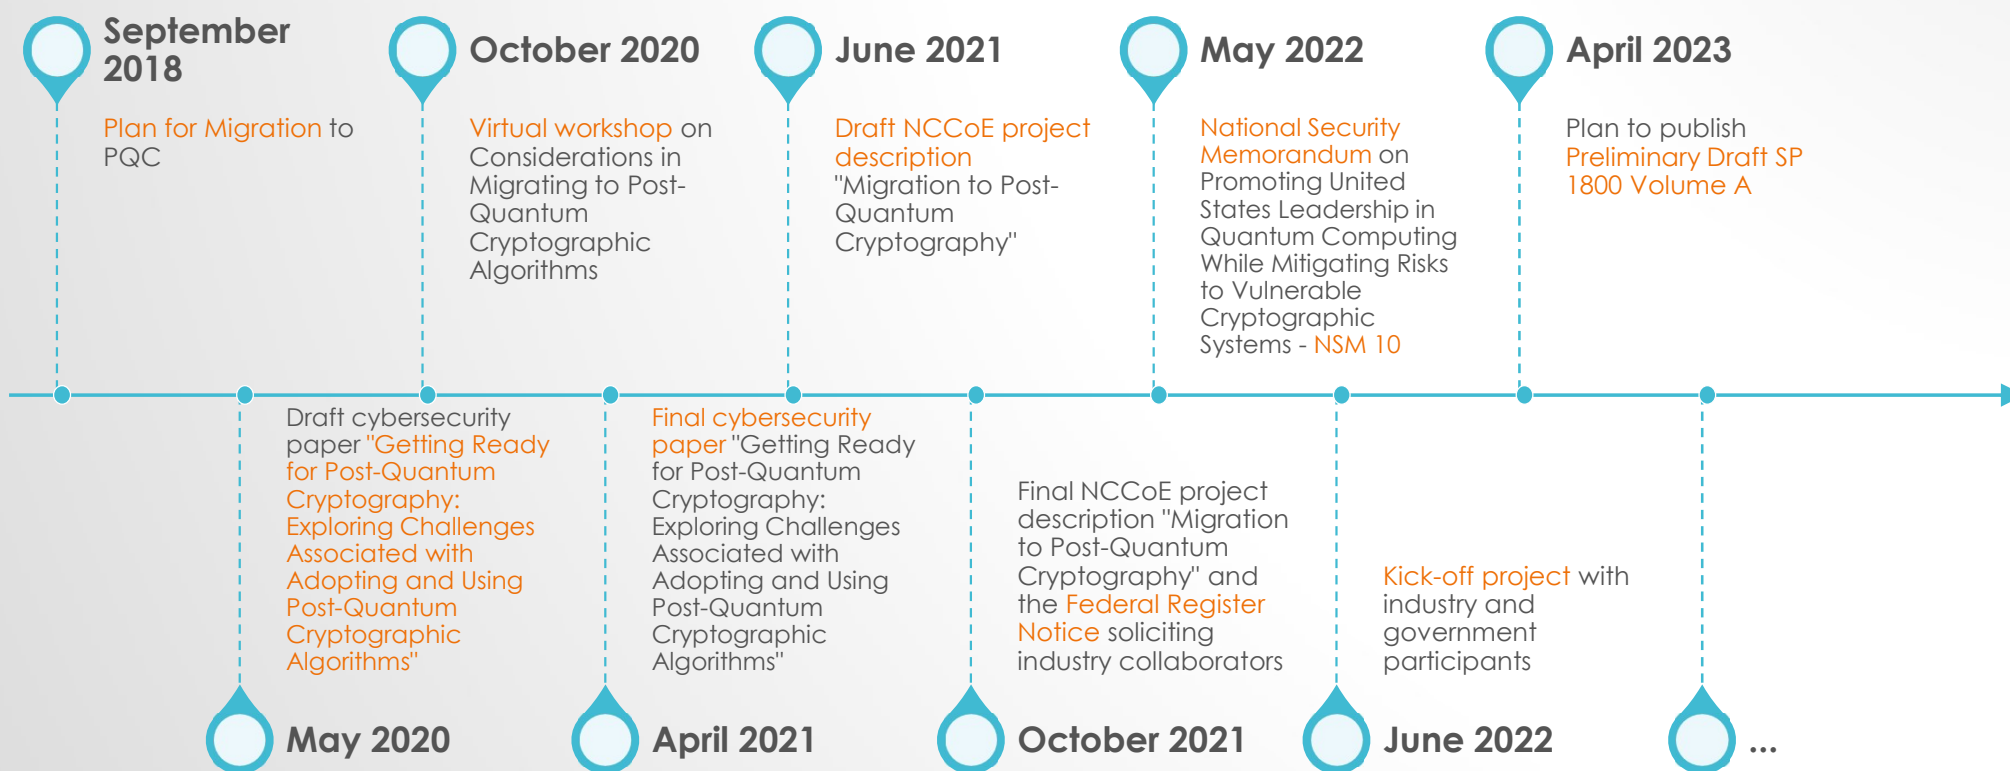 September
2018
Plan for Migration to
PQC
October 2020
Virtual workshop on
Considerations in
Migrating to Post-
Quantum
Cryptographic
Algorithms
June 2021
Draft NCCoE project
description
"Migration to Post-
Quantum
Cryptography"
May 2022
National Security
Memorandum on
Promoting United
States Leadership in
Quantum Computing
While Mitigating Risks
to Vulnerable
Cryptographic
Systems - NSM 10
April 2023
Plan to publish
Preliminary Draft SP
1800 Volume A
Draft cybersecurity
paper "Getting Ready
for Post-Quantum
Cryptography:
Exploring Challenges
Associated with
Adopting and Using
Post-Quantum
Cryptographic
Algorithms"
May 2020
Final cybersecurity
paper "Getting Ready
for Post-Quantum
Cryptography:
Exploring Challenges
Associated with
Adopting and Using
Post-Quantum
Cryptographic
Algorithms"
April 2021
Final NCCoE project
description "Migration
to Post-Quantum
Cryptography" and
the Federal Register
Notice soliciting
industry collaborators
October 2021
Kick-off project with
industry and
government
participants
June 2022
...